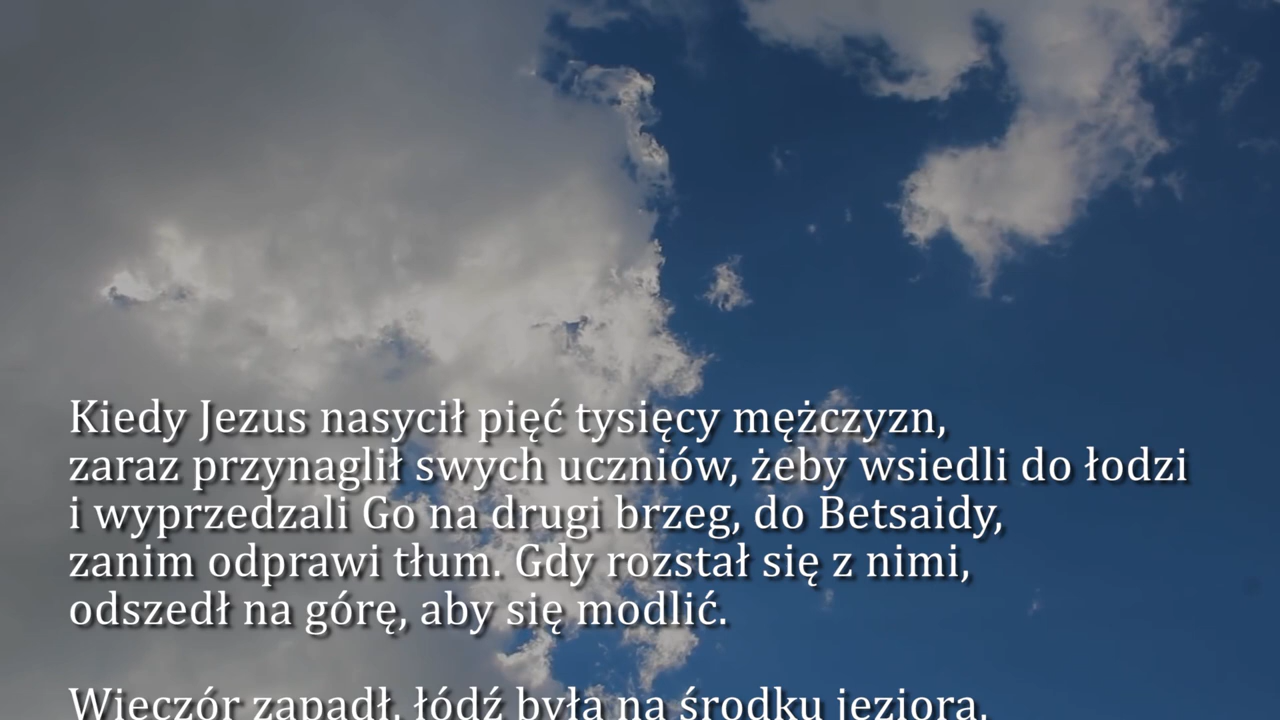 Kiedy Jezus nasycił pięć tysięcy mężczyzn,
zaraz przynaglił swych uczniów, żeby wsiedli do łodzi
i wyprzedzali Go na drugi brzeg, do Betsaidy,
zanim odprawi tłum. Gdy rozstał się z nimi,
odszedł na górę, aby się modlić.
Wieczór zapadł, łódź była na środku jeziora,